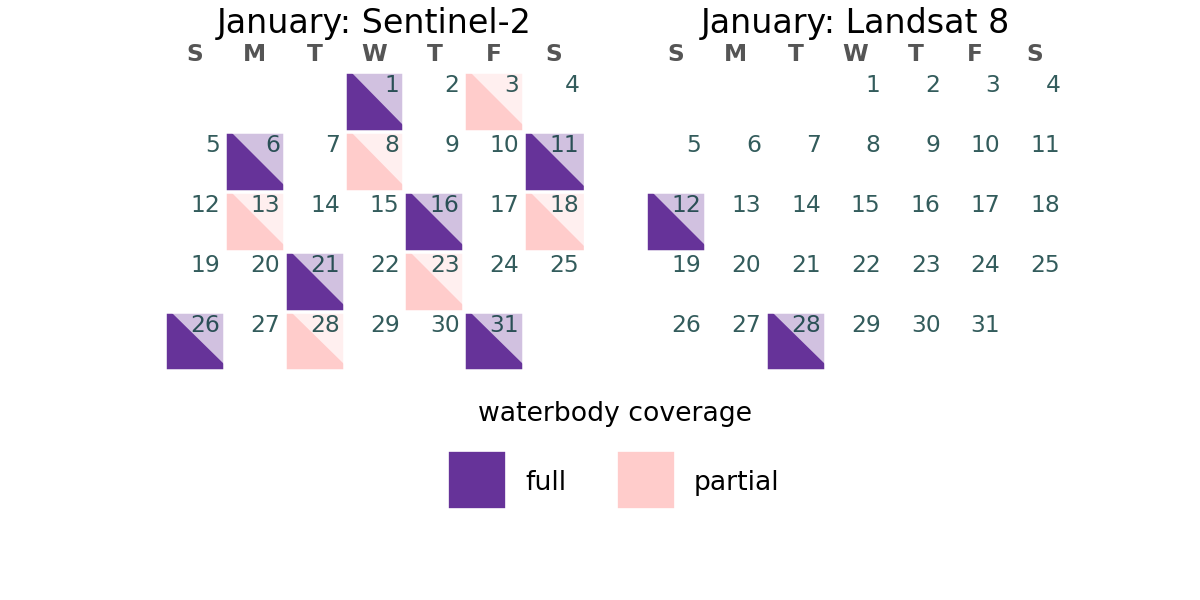 January: Sentinel-2
S M T W T F S
1 2 3 4
5 6 7 8 9 10 11
12 13 14 15 16 17 18
19 20 21 22 23 24 25
26 27 28 29 30 31
January: Landsat 8
S M T W T F S
1 2 3 4
5 6 7 8 9 10 11
12 13 14 15 16 17 18
19 20 21 22 23 24 25
26 27 28 29 30 31
waterbody coverage
full
partial